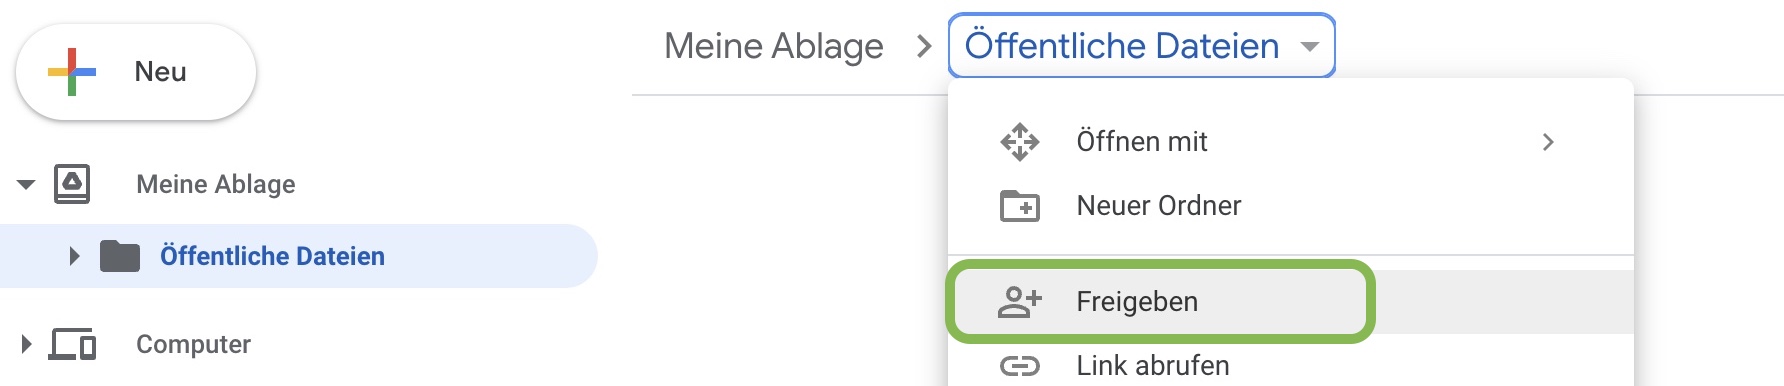 Neu
Meine Ablage
Öffentliche Dateien
Computer
Meine Ablage > Öffentliche Dateien
Öffnen mit
Neuer Ordner
Freigeben
Link abrufen